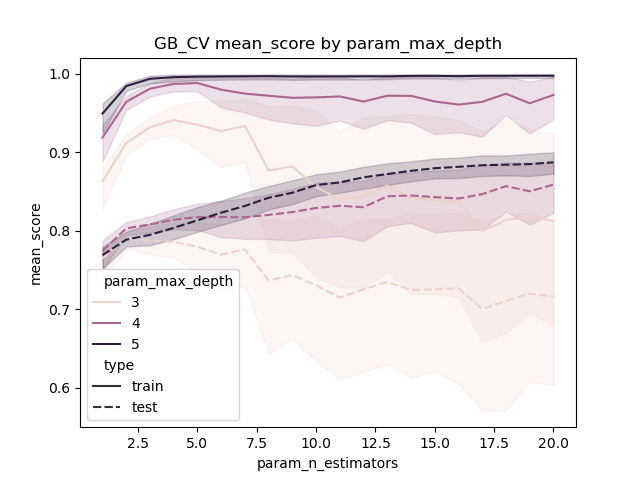 GB_CV mean_score by param_max_depth
1.0
0.9
0.8
0.7
0.6
mean_score
param_max_depth
3
4
5
type
train
test
2.5 5.0 7.5 10.0 12.5 15.0 17.5 20.0
param_n_estimators